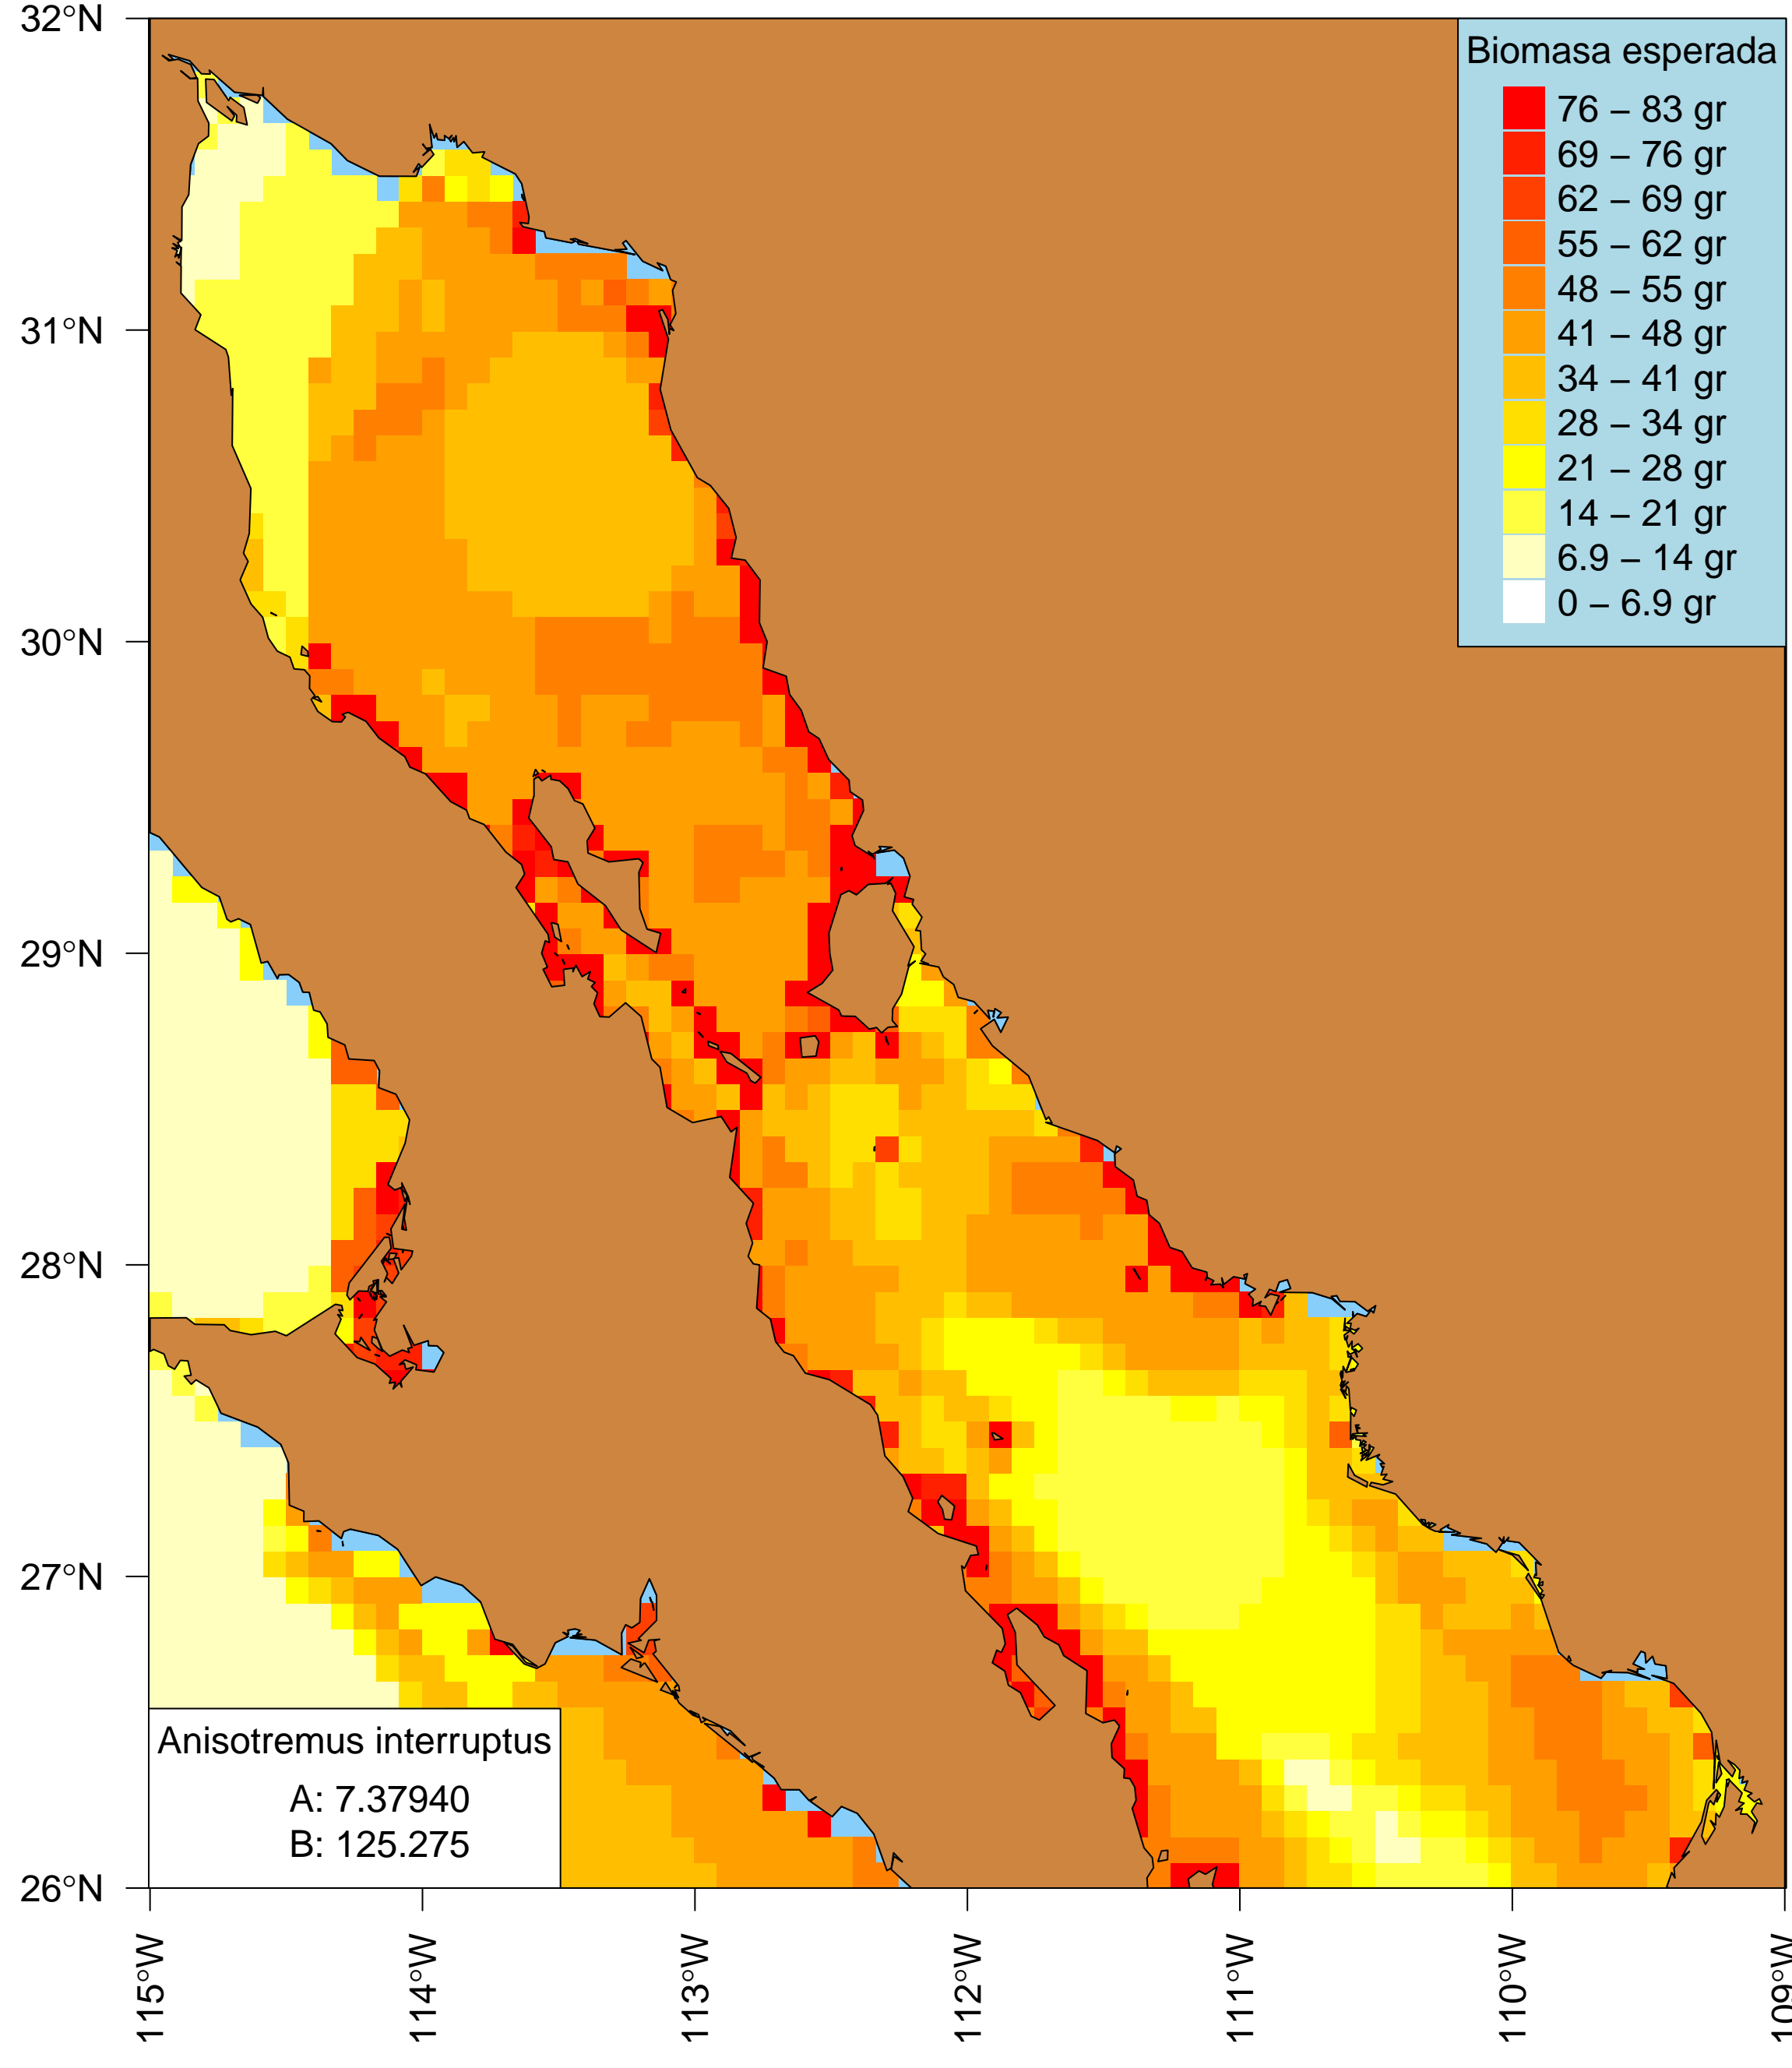 32°N
31°N
30°N
29°N
28°N
27°N
26°N
Biomasa esperada
76 – 83 gr
69 – 76 gr
62 – 69 gr
55 – 62 gr
48 – 55 gr
41 – 48 gr
34 – 41 gr
28 – 34 gr
21 – 28 gr
14 – 21 gr
6.9 – 14 gr
0 – 6.9 gr
Anisotremus interruptus
A: 7.37940
B: 125.275
115°W
114°W
113°W
112°W
111°W
110°W
109°W